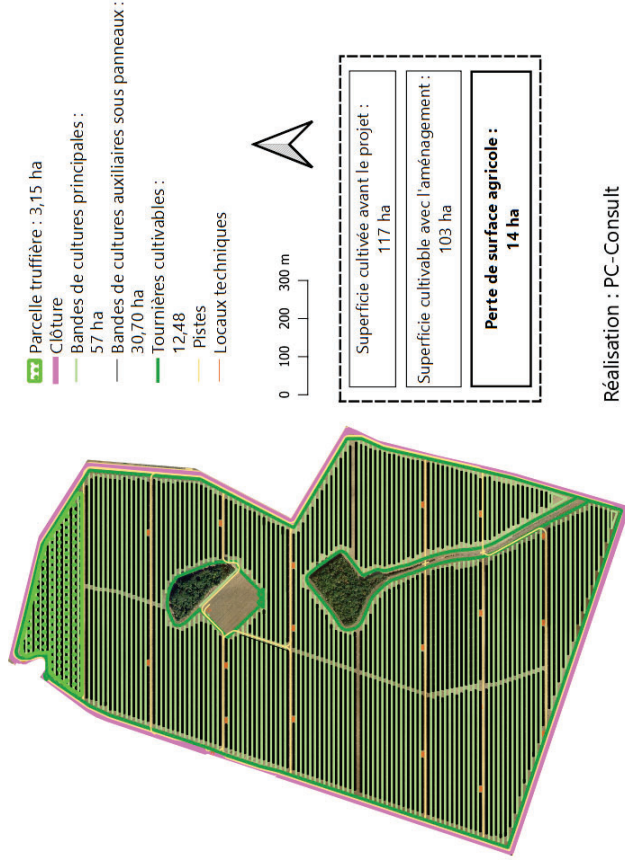 Parcelle truffière : 3,15 ha
Clôture
Bandes de cultures principales :
57 ha
Bandes de cultures auxiliaires sous panneaux :
30,70 ha
Tournières cultivables :
12,48
Pistes
Locaux techniques
0 100 200 300 m
Superficie cultivée avant le projet :
117 ha
Superficie cultivable avec l'aménagement :
103 ha
Perte de surface agricole :
14 ha
Réalisation : PC-Consult